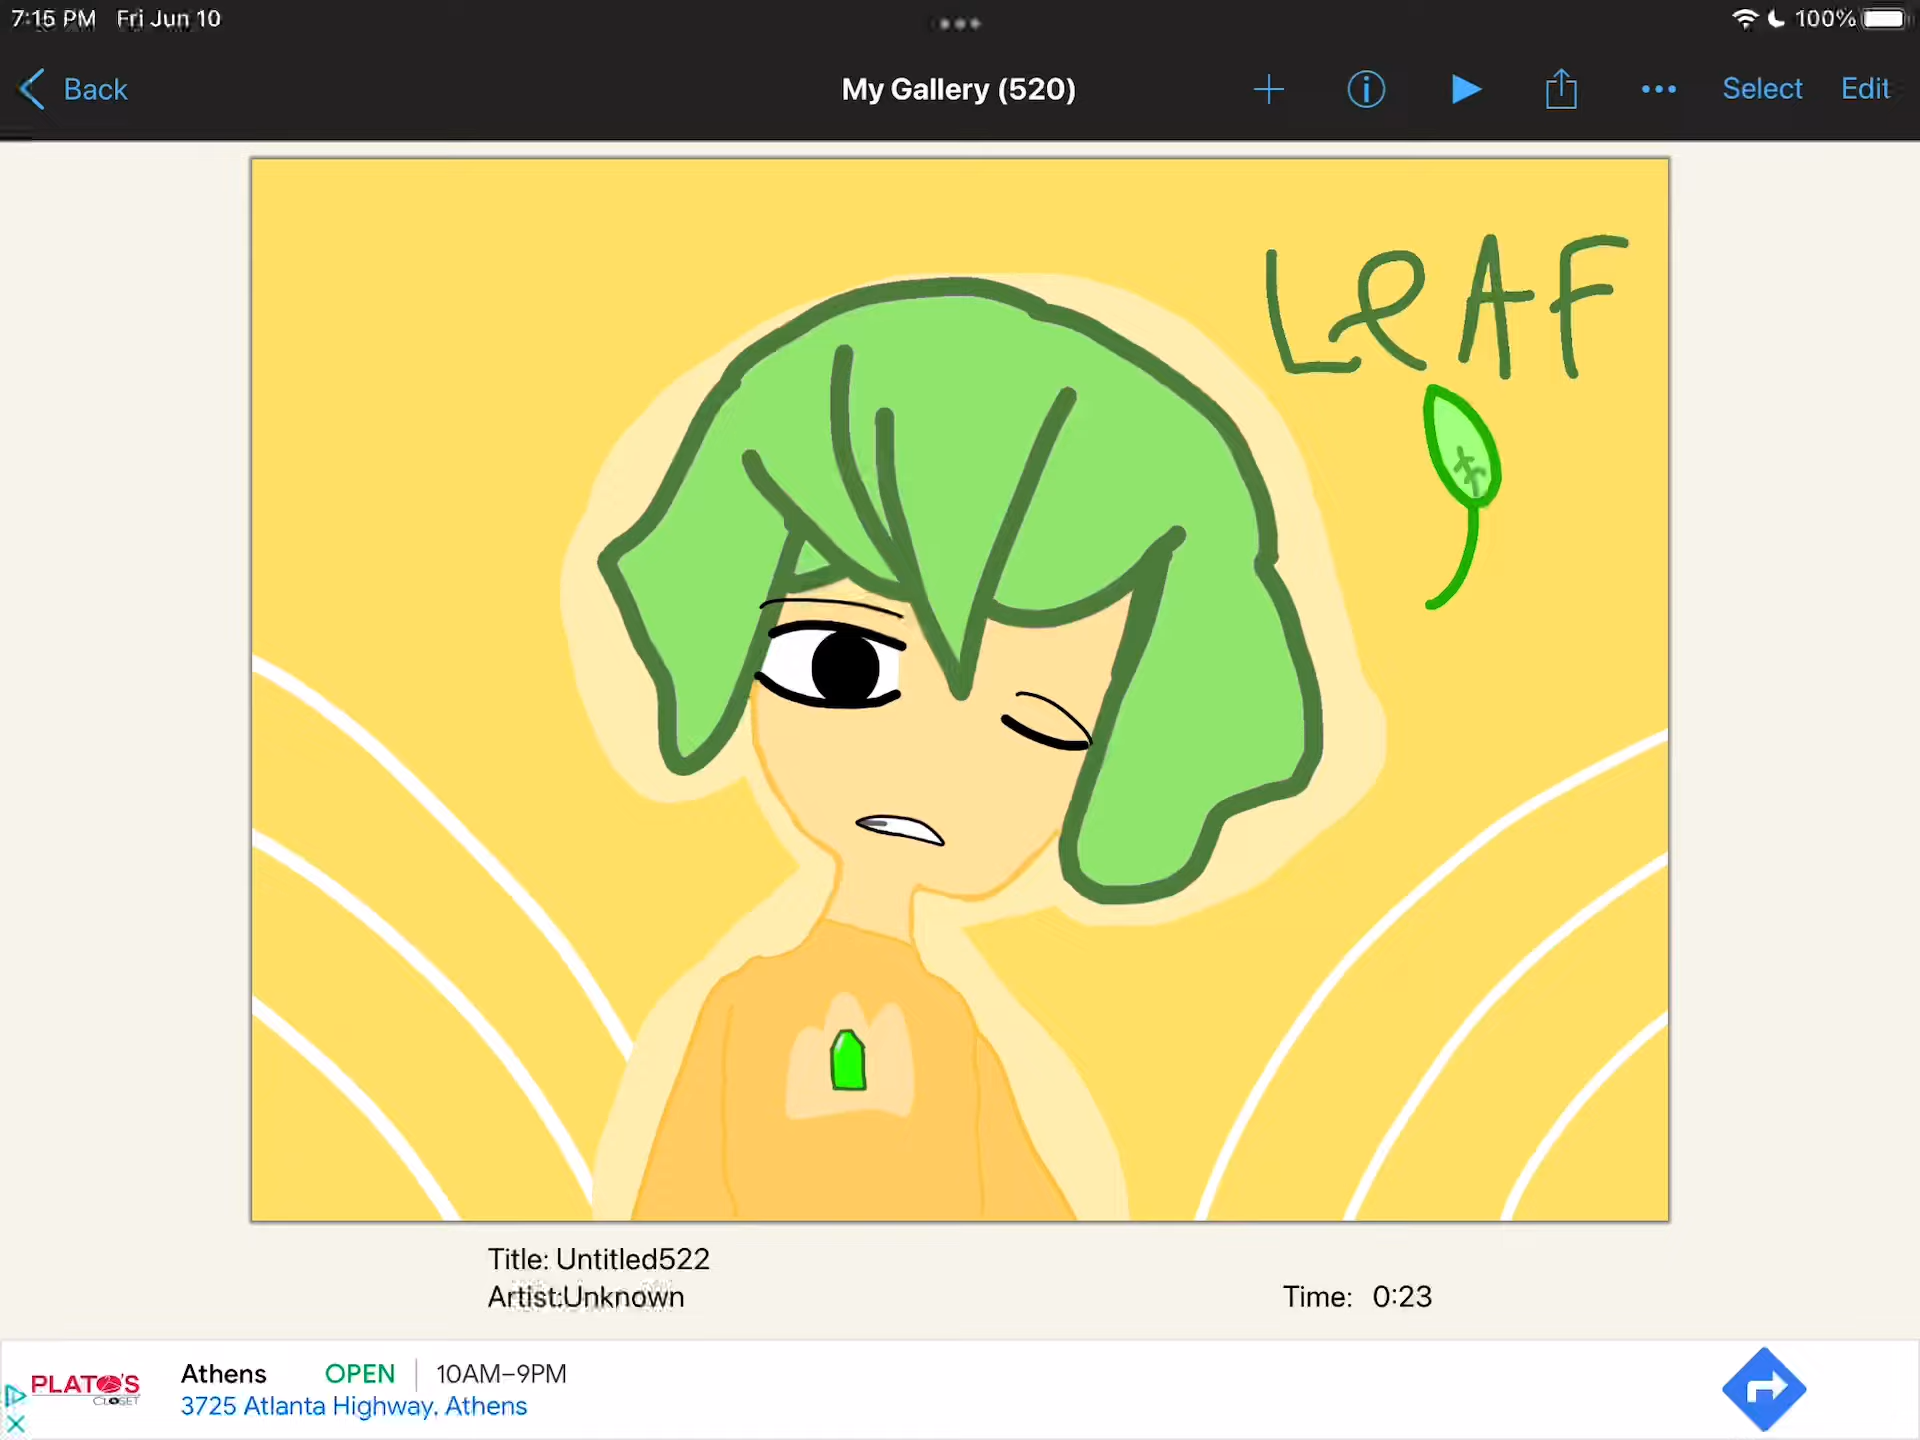 7:15 PM Fri Jun 10
100%
Back
My Gallery (520)
Select
Edit
LeAF
Title: Untitled522
Artist:Unknown
Time: 0:23
PLATO'S
CLOSET
Athens
OPEN
10AM–9PM
3725 Atlanta Highway, Athens